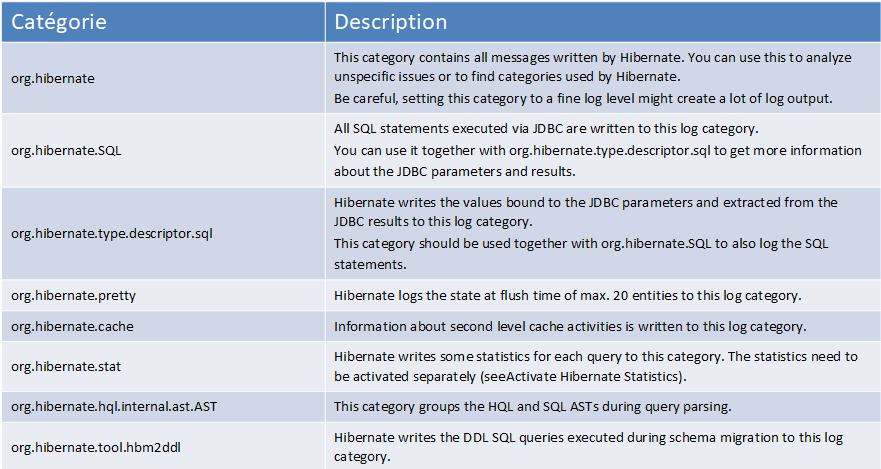 Catégorie
Description
org.hibernate
This category contains all messages written by Hibernate. You can use this to analyze
unspecific issues or to find categories used by Hibernate.
Be careful, setting this category to a fine log level might create a lot of log output.
org.hibernate.SQL
All SQL statements executed via JDBC are written to this log category.
You can use it together with org.hibernate.type.descriptor.sql to get more information
about the JDBC parameters and results.
org.hibernate.type.descriptor.sql
Hibernate writes the values bound to the JDBC parameters and extracted from the
JDBC results to this log category.
This category should be used together with org.hibernate.SQL to also log the SQL
statements.
org.hibernate.pretty
Hibernate logs the state at flush time of max. 20 entities to this log category.
org.hibernate.cache
Information about second level cache activities is written to this log category.
org.hibernate.stat
Hibernate writes some statistics for each query to this category. The statistics need to
be activated separately (seeActivate Hibernate Statistics).
org.hibernate.hql.internal.ast.AST
This category groups the HQL and SQL ASTs during query parsing.
org.hibernate.tool.hbm2ddl
Hibernate writes the DDL SQL queries executed during schema migration to this log
category.